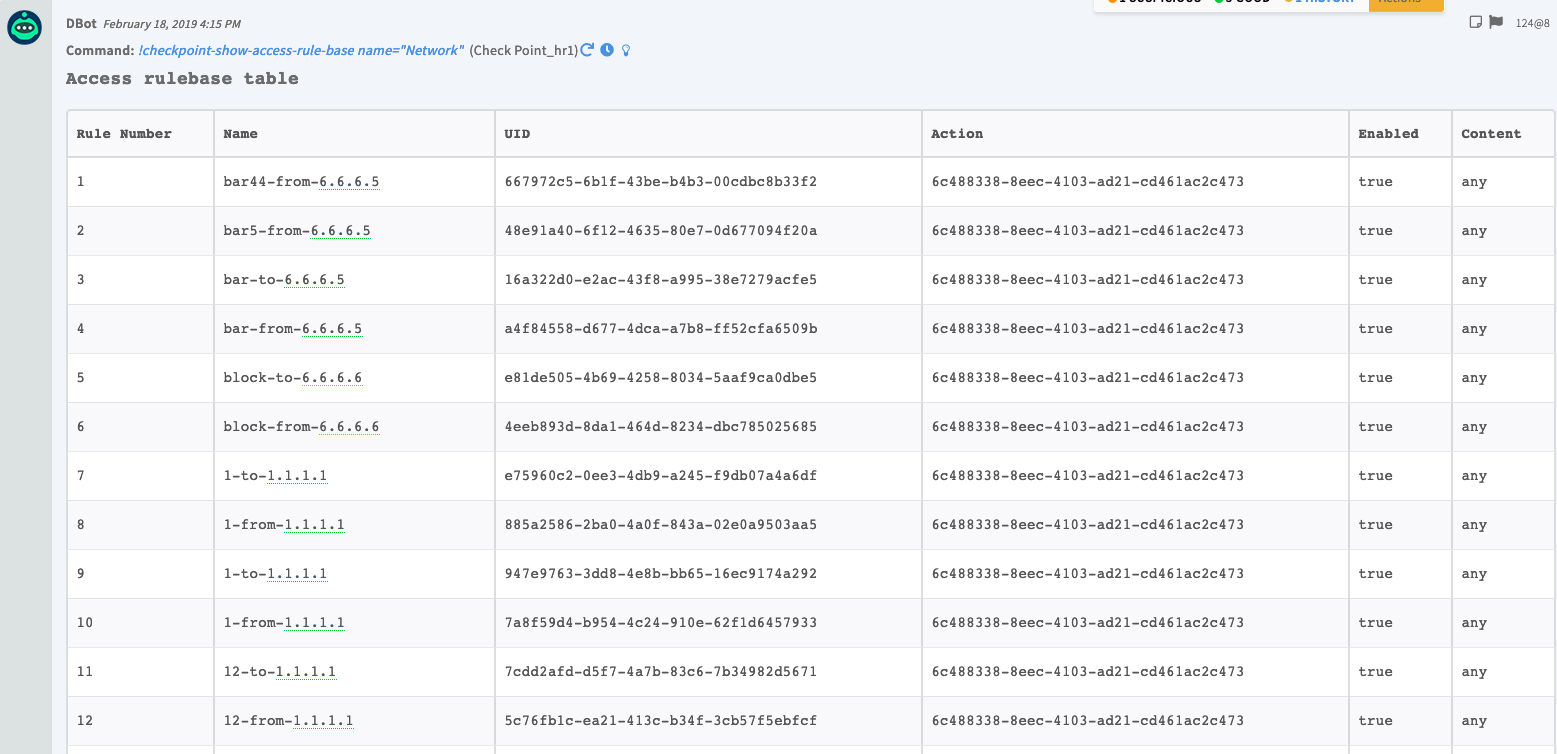 DBot February 18, 2019 4:15 PM
124@8
Command: !checkpoint-show-access-rule-base name="Network" (Check Point_hr1)
Access rulebase table
Rule Number Name UID Action Enabled Content
1 bar44-from-6.6.6.5 667972c5-6b1f-43be-b4b3-00cdbc8b33f2 6c488338-8eec-4103-ad21-cd461ac2c473 true any
2 bar5-from-6.6.6.5 48e91a40-6f12-4635-80e7-0d677094f20a 6c488338-8eec-4103-ad21-cd461ac2c473 true any
3 bar-to-6.6.6.5 16a322d0-e2ac-43f8-a995-38e7279acfe5 6c488338-8eec-4103-ad21-cd461ac2c473 true any
4 bar-from-6.6.6.5 a4f84558-d677-4dca-a7b8-ff52cfa6509b 6c488338-8eec-4103-ad21-cd461ac2c473 true any
5 block-to-6.6.6.6 e81de505-4b69-4258-8034-5aaf9ca0dbe5 6c488338-8eec-4103-ad21-cd461ac2c473 true any
6 block-from-6.6.6.6 4eeb893d-8da1-464d-8234-dbc785025685 6c488338-8eec-4103-ad21-cd461ac2c473 true any
7 1-to-1.1.1.1 e75960c2-0ee3-4db9-a245-f9db07a4a6df 6c488338-8eec-4103-ad21-cd461ac2c473 true any
8 1-from-1.1.1.1 885a2586-2ba0-4a0f-843a-02e0a9503aa5 6c488338-8eec-4103-ad21-cd461ac2c473 true any
9 1-to-1.1.1.1 947e9763-3dd8-4e8b-bb65-16ec9174a292 6c488338-8eec-4103-ad21-cd461ac2c473 true any
10 1-from-1.1.1.1 7a8f59d4-b954-4c24-910e-62f1d6457933 6c488338-8eec-4103-ad21-cd461ac2c473 true any
11 12-to-1.1.1.1 7cdd2afd-d5f7-4a7b-83c6-7b34982d5671 6c488338-8eec-4103-ad21-cd461ac2c473 true any
12 12-from-1.1.1.1 5c76fb1c-ea21-413c-b34f-3cb57f5ebfcf 6c488338-8eec-4103-ad21-cd461ac2c473 true any